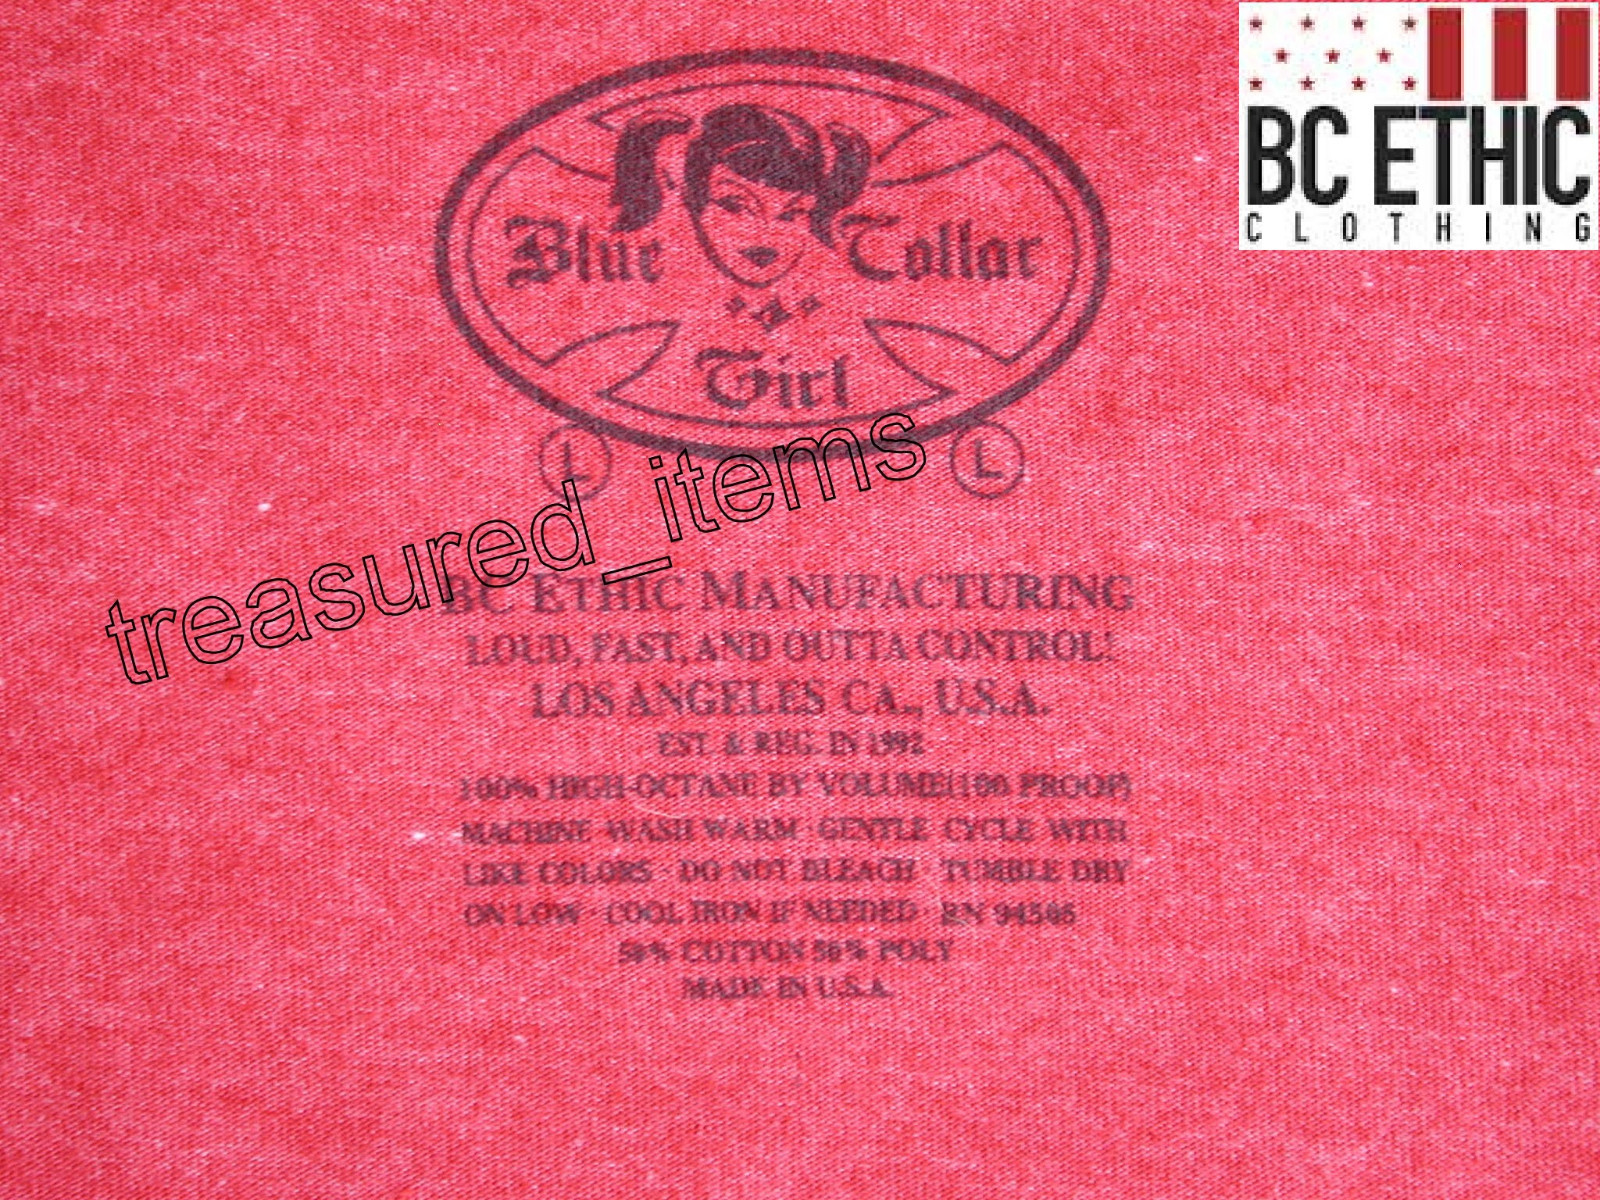 BC ETHIC
CLOTHING
Blue Collar
Girl
L L
treasured_items
BC ETHIC MANUFACTURING
LOUD, FAST, AND OUTTA CONTROL!
LOS ANGELES CA., U.S.A.
EST. & REG. IN 1992
100% HIGH-OCTANE BY VOLUME(100 PROOF)
MACHINE WASH WARM · GENTLE CYCLE WITH
LIKE COLORS · DO NOT BLEACH · TUMBLE DRY
ON LOW · COOL IRON IF NEEDED · RN
50% COTTON 50% POLY
MADE IN U.S.A.